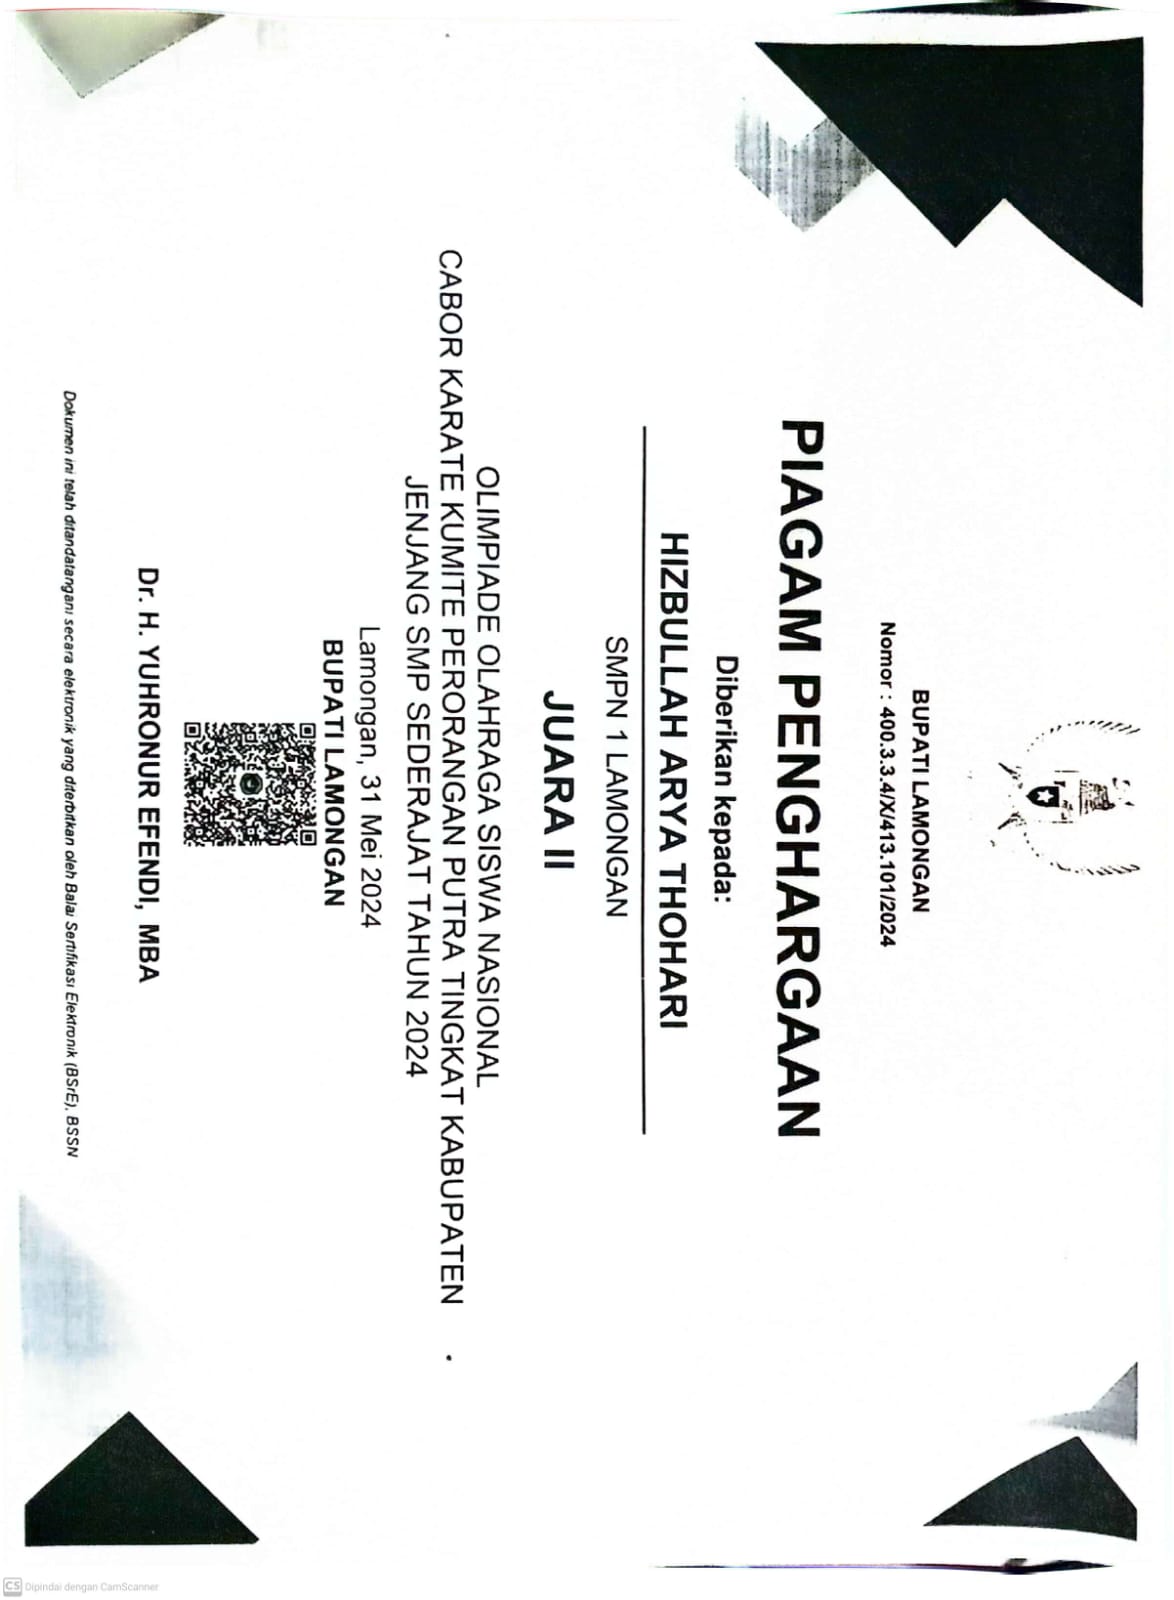 BUPATI LAMONGAN
Nomor : 400.3.3.4/X/413.101/2024
PIAGAM PENGHARGAAN
Diberikan kepada:
HIZBULLAH ARYA THOHARI
SMPN 1 LAMONGAN
JUARA II
OLIMPIADE OLAHRAGA SISWA NASIONAL
CABOR KARATE KUMITE PERORANGAN PUTRA TINGKAT KABUPATEN
JENJANG SMP SEDERAJAT TAHUN 2024
Lamongan, 31 Mei 2024
BUPATI LAMONGAN
Dr. H. YUHRONUR EFENDI, MBA
Dokumen ini telah ditandatangani secara elektronik yang diterbitkan oleh Balai Sertifikasi Elektronik (BSrE), BSSN
CS Dipindai dengan CamScanner